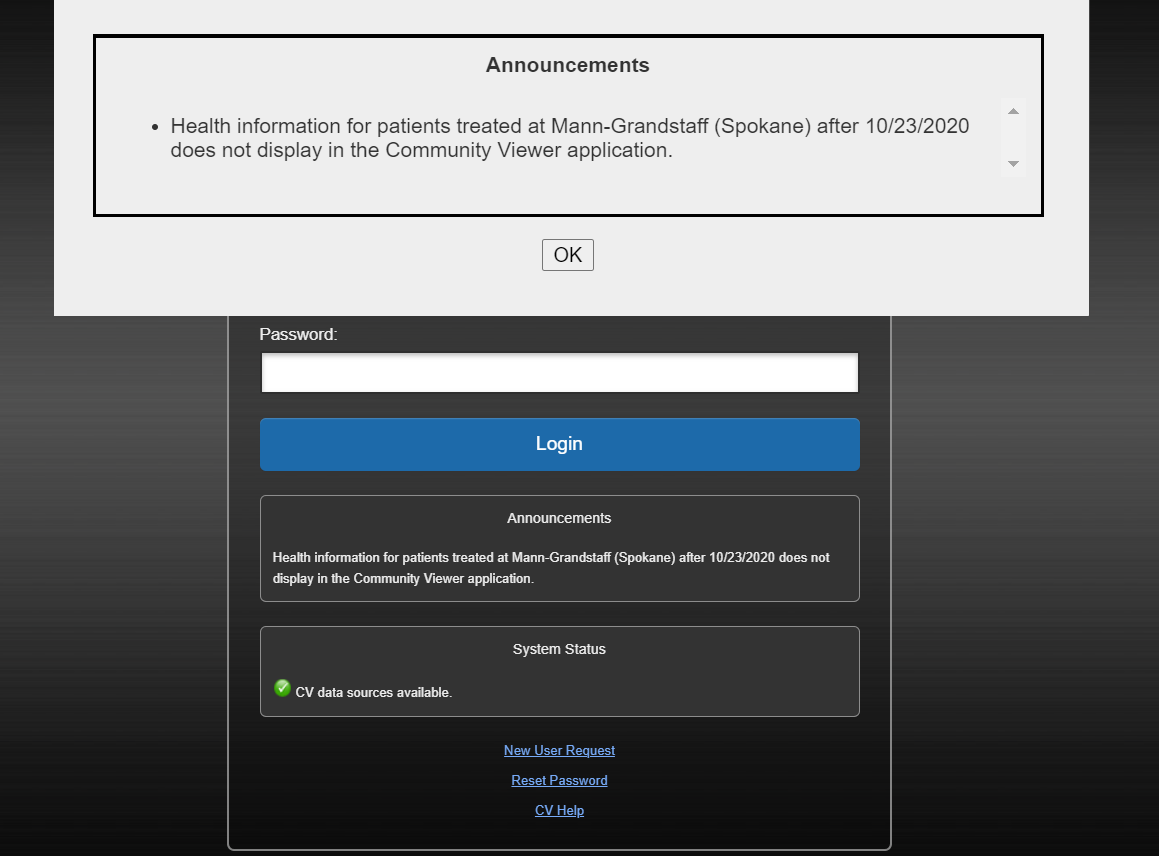 Announcements
• Health information for patients treated at Mann-Grandstaff (Spokane) after 10/23/2020
does not display in the Community Viewer application.
OK
Password:
Login
Announcements
Health information for patients treated at Mann-Grandstaff (Spokane) after 10/23/2020 does not
display in the Community Viewer application.
System Status
CV data sources available.
New User Request
Reset Password
CV Help